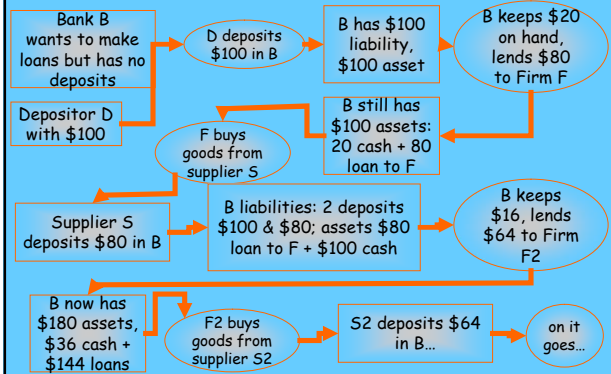 Bank B
wants to make
loans but has no
deposits
Depositor D
with $100
D deposits
$100 in B
B has $100
liability,
$100 asset
B keeps $20
on hand,
lends $80
to Firm F
B still has
$100 assets:
20 cash + 80
loan to F
F buys
goods from
supplier S
Supplier S
deposits $80 in B
B liabilities: 2 deposits
$100 & $80; assets $80
loan to F + $100 cash
B keeps
$16, lends
$64 to Firm
F2
B now has
$180 assets,
$36 cash +
$144 loans
F2 buys
goods from
supplier S2
S2 deposits $64
in B…
on it
goes…